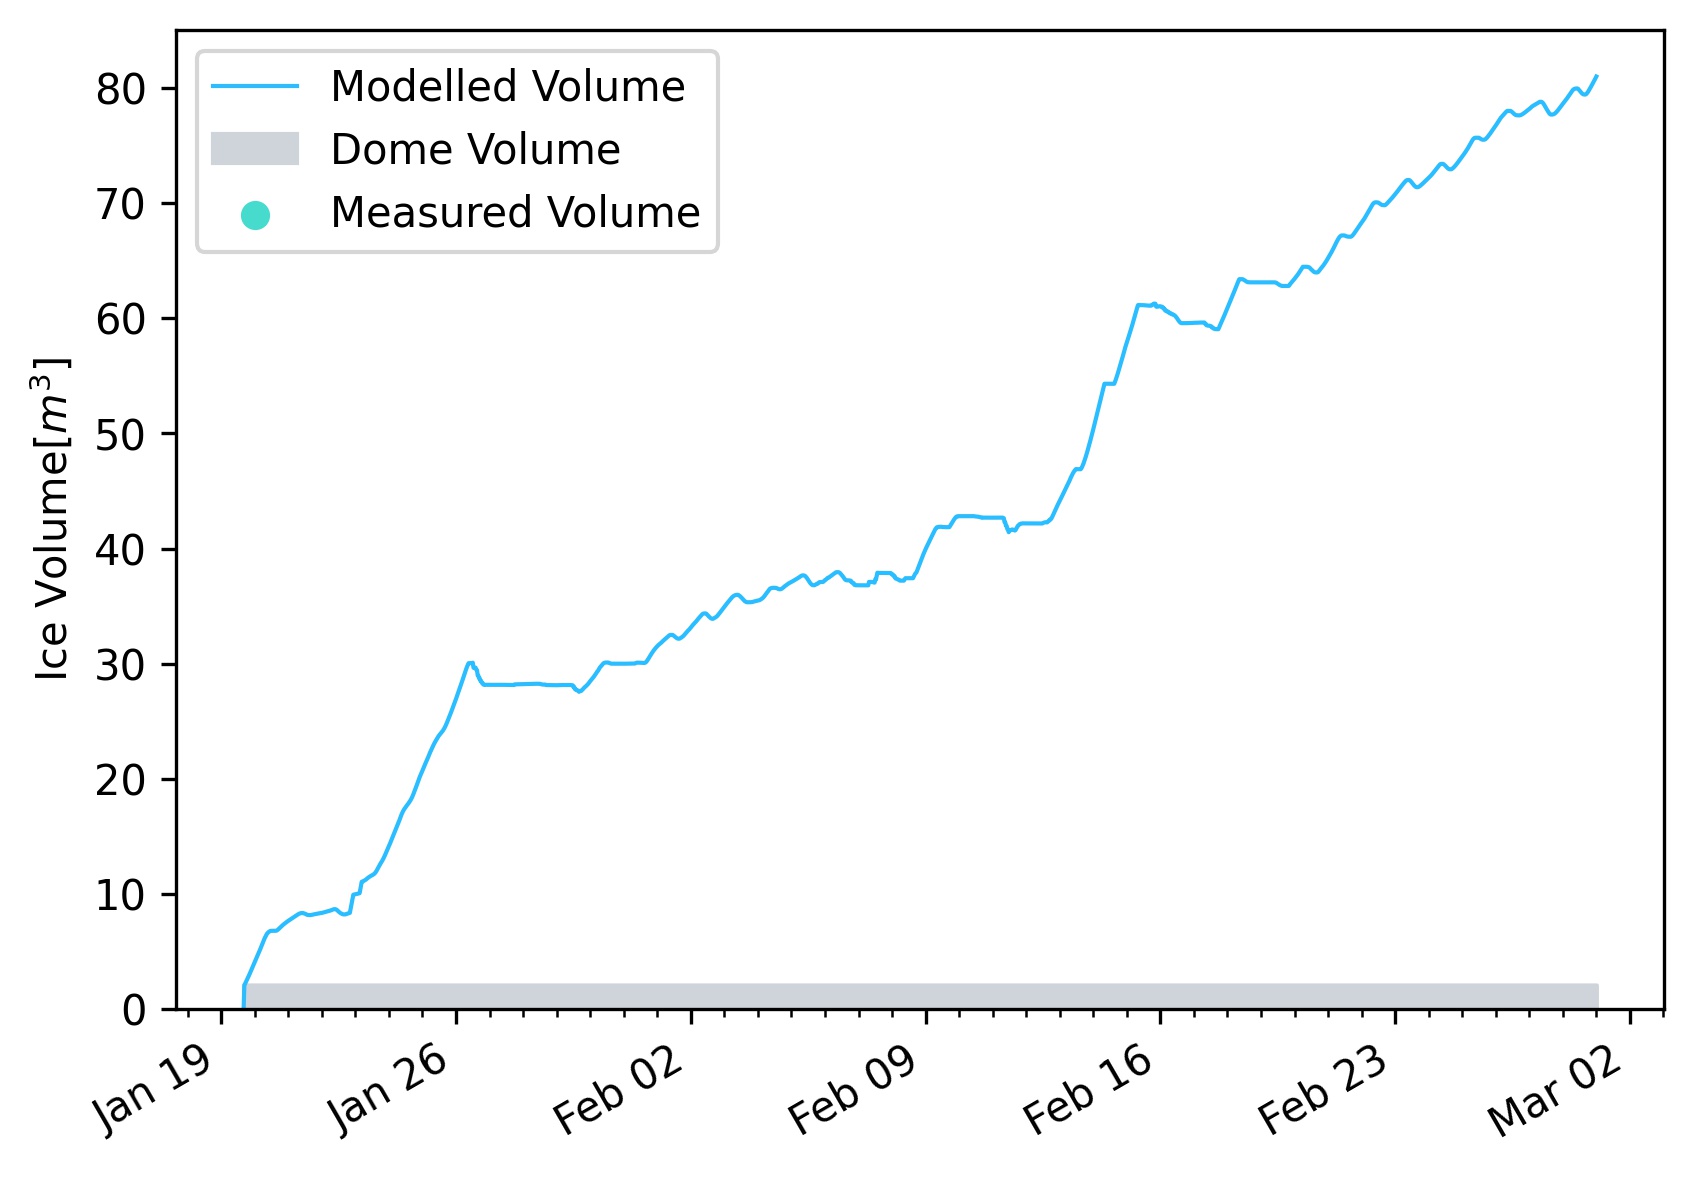 Modelled Volume
Dome Volume
Measured Volume
Ice Volume[m³]
80
70
60
50
40
30
20
10
0
Jan 19
Jan 26
Feb 02
Feb 09
Feb 16
Feb 23
Mar 02